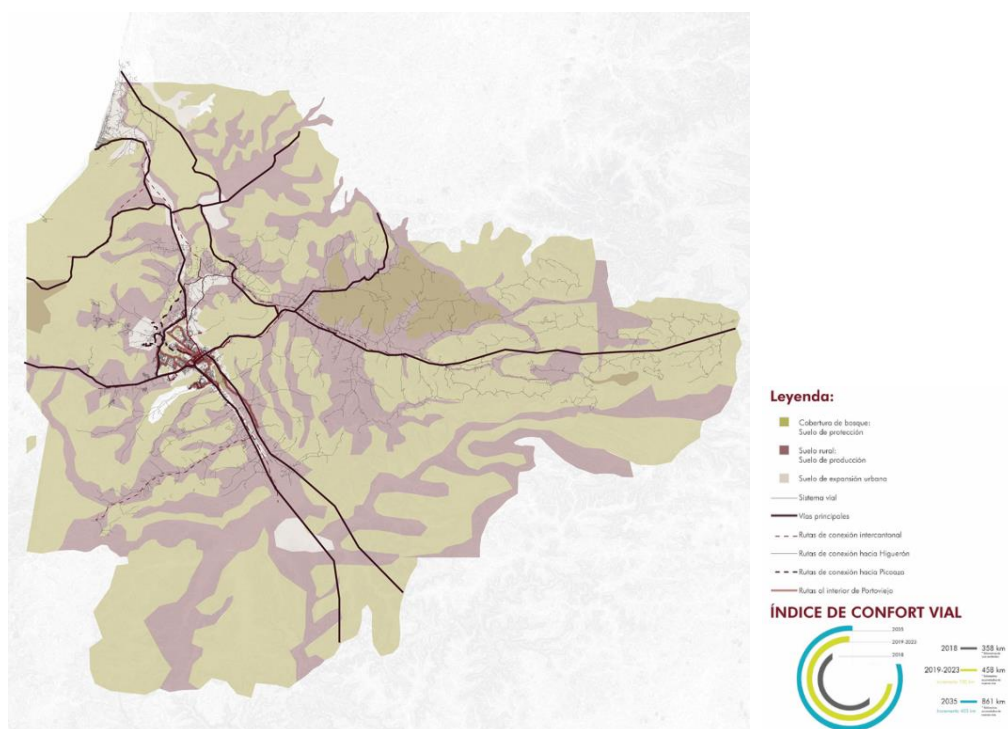 Leyenda:
Cobertura de bosque:
Suelo de protección
Suelo rural:
Suelo de producción
Suelo de expansión urbana
Sistema vial
Vías principales
Rutas de conexión intercantonal
Rutas de conexión hacia Higuerón
Rutas de conexión hacia Picoaza
Rutas al interior de Portoviejo
ÍNDICE DE CONFORT VIAL
2035
2019-2023
2018
2018 358 km
2019-2023 458 km
2035 861 km